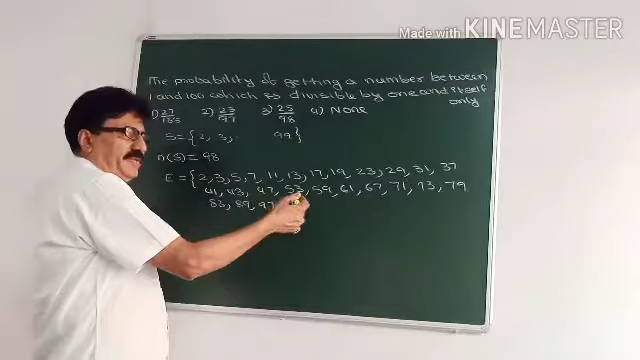 Made with KINEMASTER
The probability of getting a number between
1 and 100 which is divisible by one and itself
only
1) 27/155 2) 23/97 3) 25/98 4) None
S={2, 3, 99}
n(S) = 98
E = {2, 3, 5, 7, 11, 13, 17, 19, 23, 29, 31, 37
41, 43, 47, 53, 59, 61, 67, 71, 73, 79
83, 89, 97